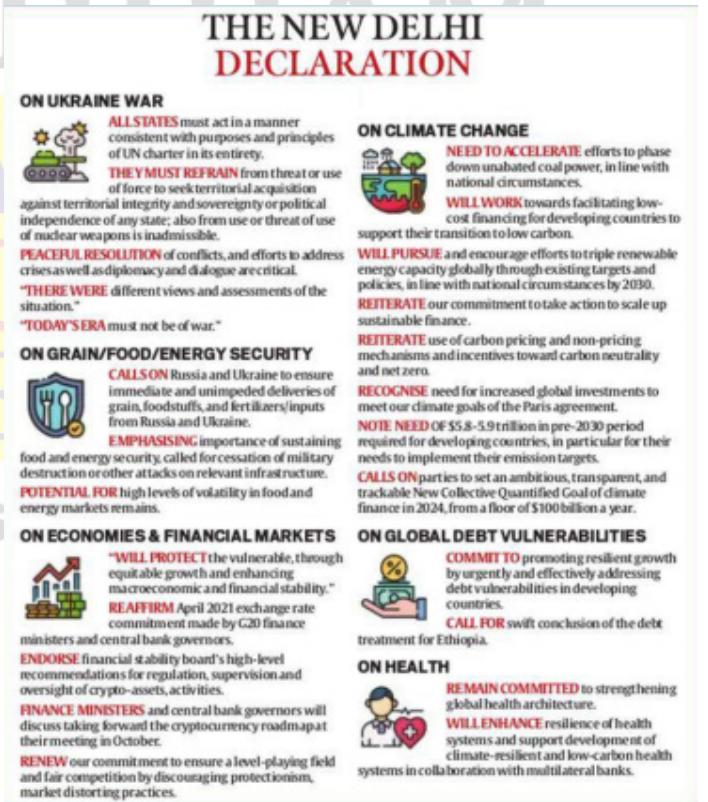 THE NEW DELHI
DECLARATION
ON UKRAINE WAR
ALL STATES must act in a manner
consistent with purposes and principles
of UN charter in its entirety.
THEY MUST REFRAIN from threat or use
of force to seek territorial acquisition
against territorial integrity and sovereignty or political
independence of any state; also from use or threat of use
of nuclear weapons is inadmissible.
PEACEFUL RESOLUTION of conflicts, and efforts to address
crises as well as diplomacy and dialogue are critical.
"THERE WERE different views and assessments of the
situation."
"TODAY'S ERA must not be of war."
ON GRAIN/FOOD/ENERGY SECURITY
CALLS ON Russia and Ukraine to ensure
immediate and unimpeded deliveries of
grain, foodstuffs, and fertilizers/inputs
from Russia and Ukraine.
EMPHASISING importance of sustaining
food and energy security, called for cessation of military
destruction or other attacks on relevant infrastructure.
POTENTIAL FOR high levels of volatility in food and
energy markets remains.
ON ECONOMIES & FINANCIAL MARKETS
"WILL PROTECT the vulnerable, through
equitable growth and enhancing
macroeconomic and financial stability."
REAFFIRM April 2021 exchange rate
commitment made by G20 finance
ministers and central bank governors.
ENDORSE financial stability board's high-level
recommendations for regulation, supervision and
oversight of crypto-assets, activities.
FINANCE MINISTERS and central bank governors will
discuss taking forward the cryptocurrency roadmap at
their meeting in October.
RENEW our commitment to ensure a level-playing field
and fair competition by discouraging protectionism,
market distorting practices.
ON CLIMATE CHANGE
NEED TO ACCELERATE efforts to phase
down unabated coal power, in line with
national circumstances.
WILL WORK towards facilitating low-
cost financing for developing countries to
support their transition to low carbon.
WILL PURSUE and encourage efforts to triple renewable
energy capacity globally through existing targets and
policies, in line with national circumstances by 2030.
REITERATE our commitment to take action to scale up
sustainable finance.
REITERATE use of carbon pricing and non-pricing
mechanisms and incentives toward carbon neutrality
and net zero.
RECOGNISE need for increased global investments to
meet our climate goals of the Paris agreement.
NOTE NEED OF $5.8-5.9 trillion in pre-2030 period
required for developing countries, in particular for their
needs to implement their emission targets.
CALLS ON parties to set an ambitious, transparent, and
trackable New Collective Quantified Goal of climate
finance in 2024, from a floor of $100 billion a year.
ON GLOBAL DEBT VULNERABILITIES
COMMIT TO promoting resilient growth
by urgently and effectively addressing
debt vulnerabilities in developing
countries.
CALL FOR swift conclusion of the debt
treatment for Ethiopia.
ON HEALTH
REMAIN COMMITTED to strengthening
global health architecture.
WILL ENHANCE resilience of health
systems and support development of
climate-resilient and low-carbon health
systems in collaboration with multilateral banks.